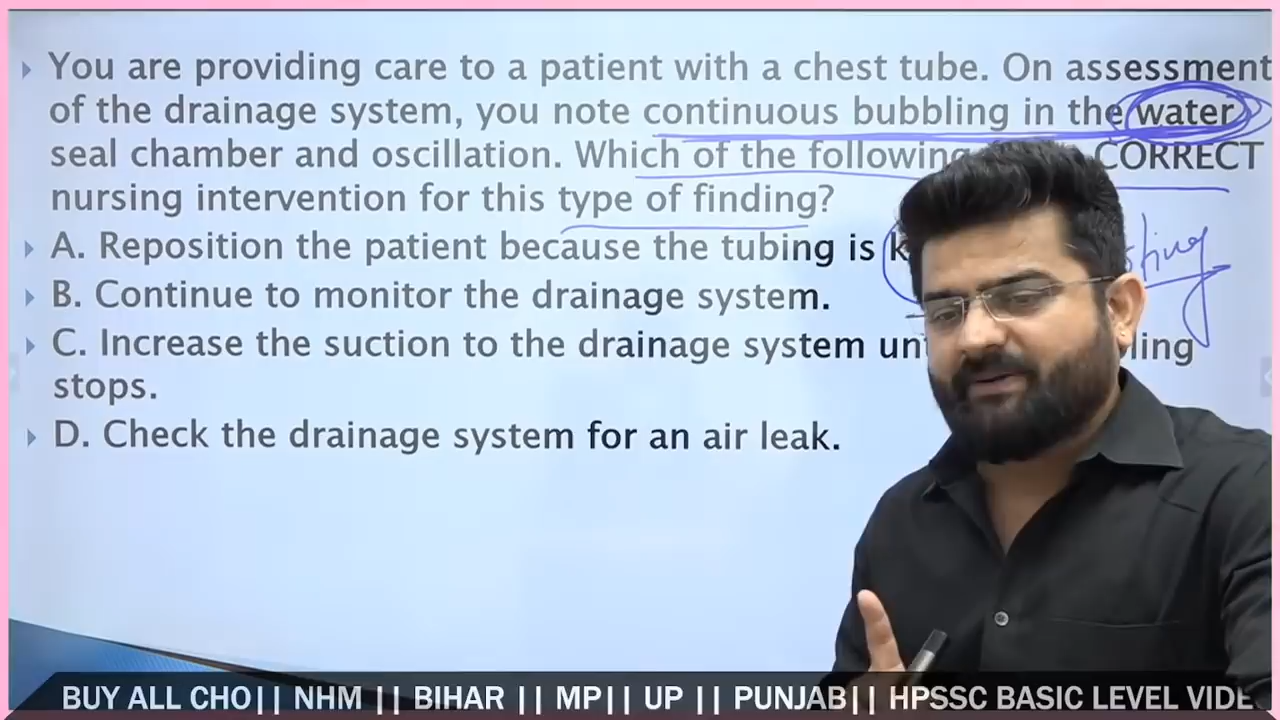 You are providing care to a patient with a chest tube. On assessment
of the drainage system, you note continuous bubbling in the water
seal chamber and oscillation. Which of the following CORRECT
nursing intervention for this type of finding?
A. Reposition the patient because the tubing is
B. Continue to monitor the drainage system.
C. Increase the suction to the drainage system
stops.
D. Check the drainage system for an air leak.
BUY ALL CHO|| NHM || BIHAR || MP|| UP || PUNJAB|| HPSSC BASIC LEVEL